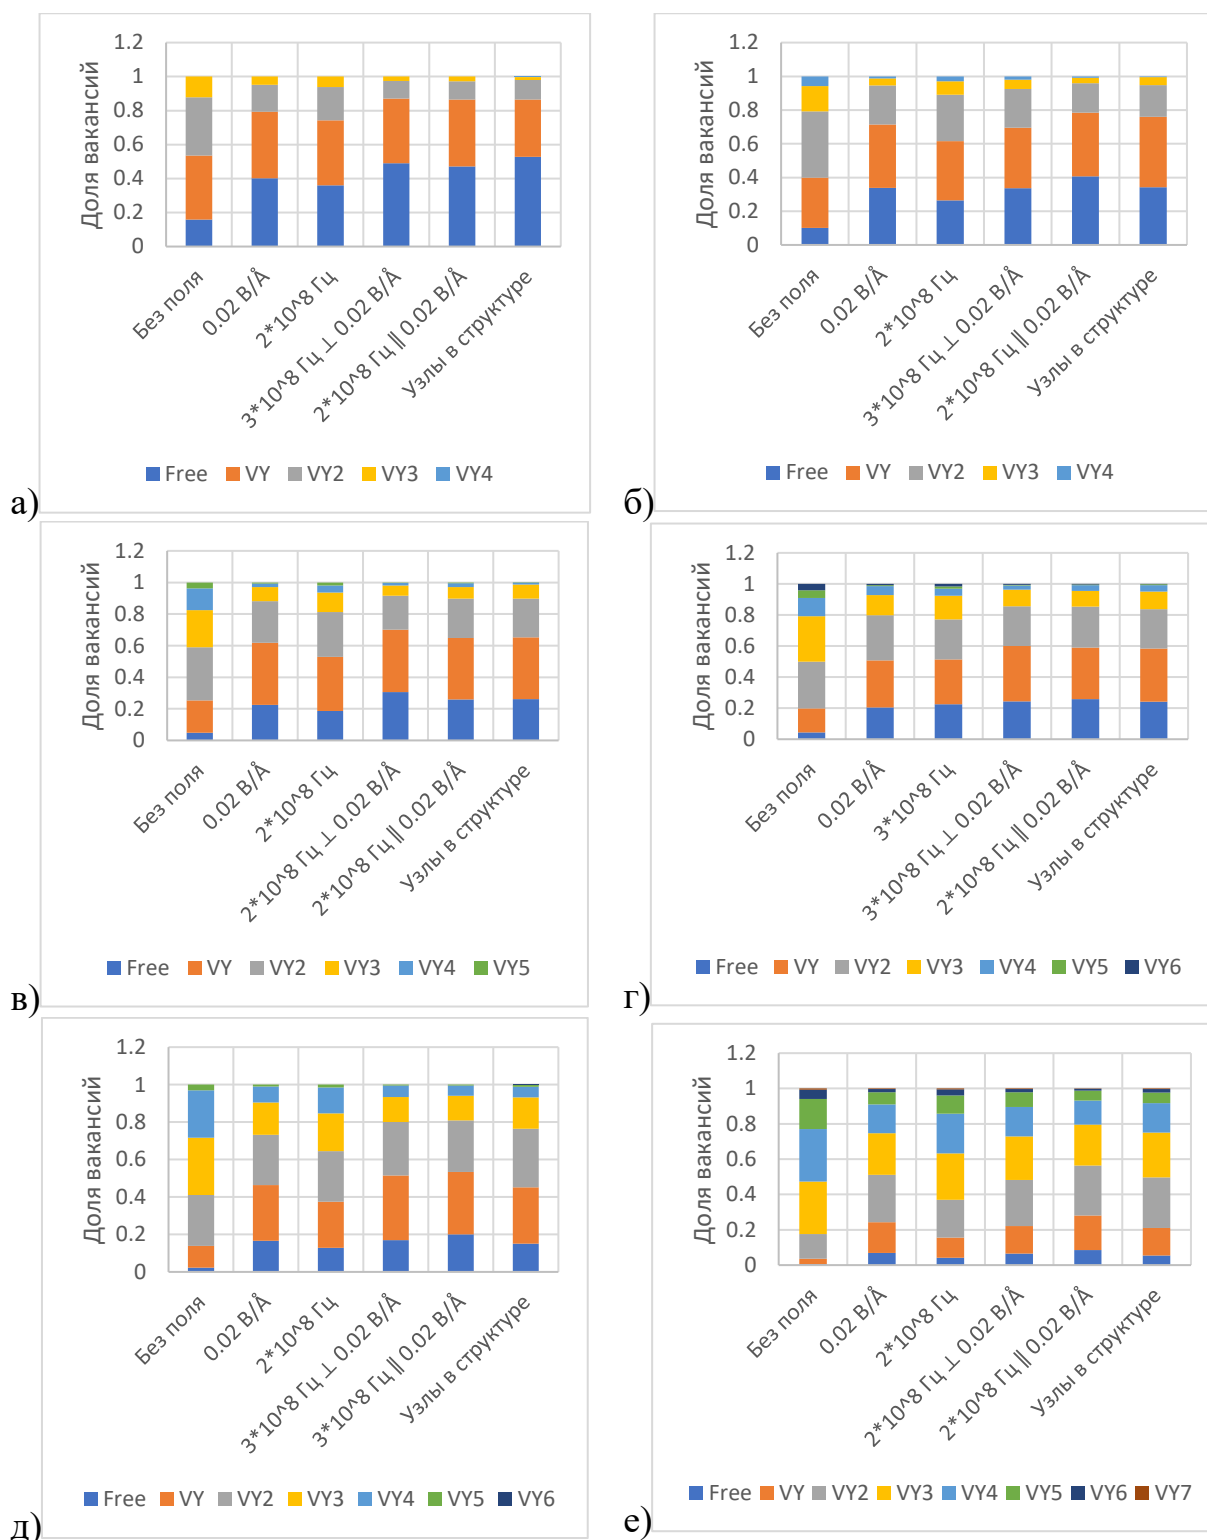 1.2
1
0.8
0.6
0.4
0.2
0
Доля вакансий
Без поля
0.02 В/Å
2*10^8 Гц
3*10^8 Гц ⊥ 0.02 В/Å
2*10^8 Гц ∥ 0.02 В/Å
Узлы в структуре
Free VY VY2 VY3 VY4
а)
1.2
1
0.8
0.6
0.4
0.2
0
Доля вакансий
Без поля
0.02 В/Å
2*10^8 Гц
3*10^8 Гц ⊥ 0.02 В/Å
2*10^8 Гц ∥ 0.02 В/Å
Узлы в структуре
Free VY VY2 VY3 VY4
б)
1.2
1
0.8
0.6
0.4
0.2
0
Доля вакансий
Без поля
0.02 В/Å
2*10^8 Гц
2*10^8 Гц ⊥ 0.02 В/Å
2*10^8 Гц ∥ 0.02 В/Å
Узлы в структуре
Free VY VY2 VY3 VY4 VY5
в)
1.2
1
0.8
0.6
0.4
0.2
0
Доля вакансий
Без поля
0.02 В/Å
3*10^8 Гц
3*10^8 Гц ⊥ 0.02 В/Å
2*10^8 Гц ∥ 0.02 В/Å
Узлы в структуре
Free VY VY2 VY3 VY4 VY5 VY6
г)
1.2
1
0.8
0.6
0.4
0.2
0
Доля вакансий
Без поля
0.02 В/Å
2*10^8 Гц
3*10^8 Гц ⊥ 0.02 В/Å
3*10^8 Гц ∥ 0.02 В/Å
Узлы в структуре
Free VY VY2 VY3 VY4 VY5 VY6
д)
1.2
1
0.8
0.6
0.4
0.2
0
Доля вакансий
Без поля
0.02 В/Å
2*10^8 Гц
2*10^8 Гц ⊥ 0.02 В/Å
2*10^8 Гц ∥ 0.02 В/Å
Узлы в структуре
Free VY VY2 VY3 VY4 VY5 VY6 VY7
е)